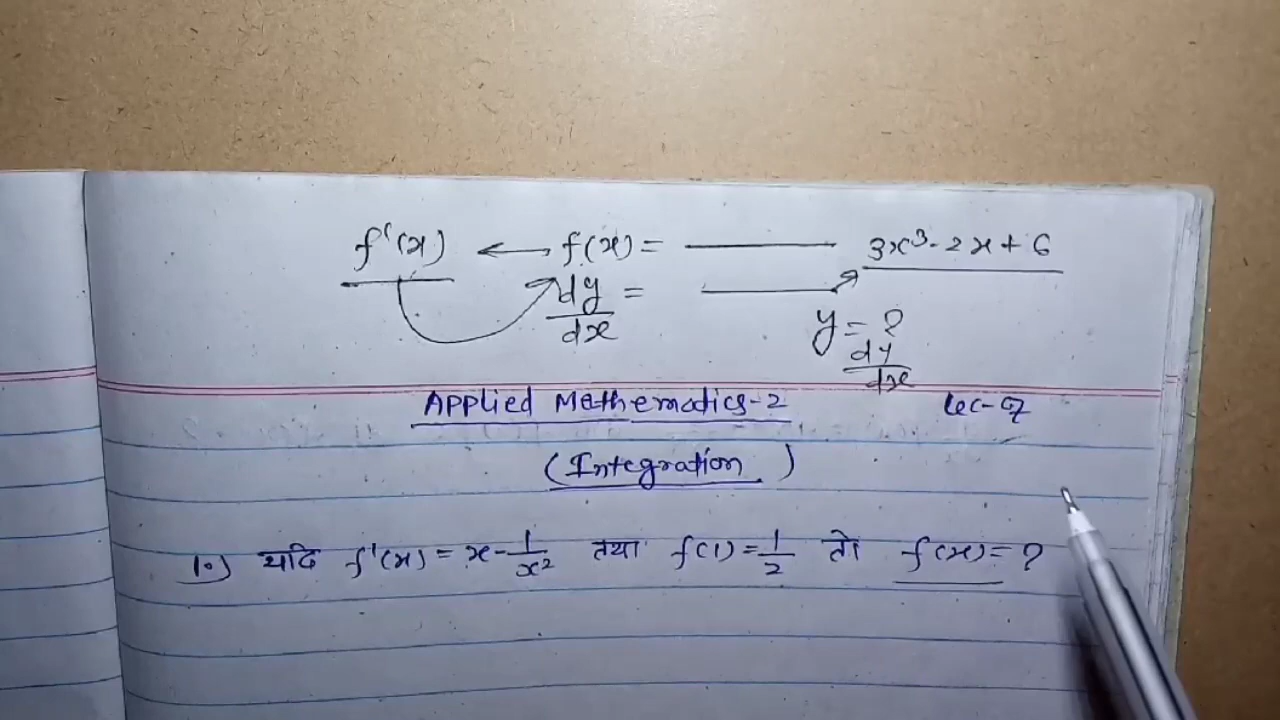 f'(x) ← f(x) = —— 3x³ - 2x + 6
dy/dx = —— y = ?
dy/dx
Applied Mathematics-2
Lec-07
(Integration)
1.) यदि f'(x) = x - 1/x² तथा f(1) = 1/2 तो f(x) = ?